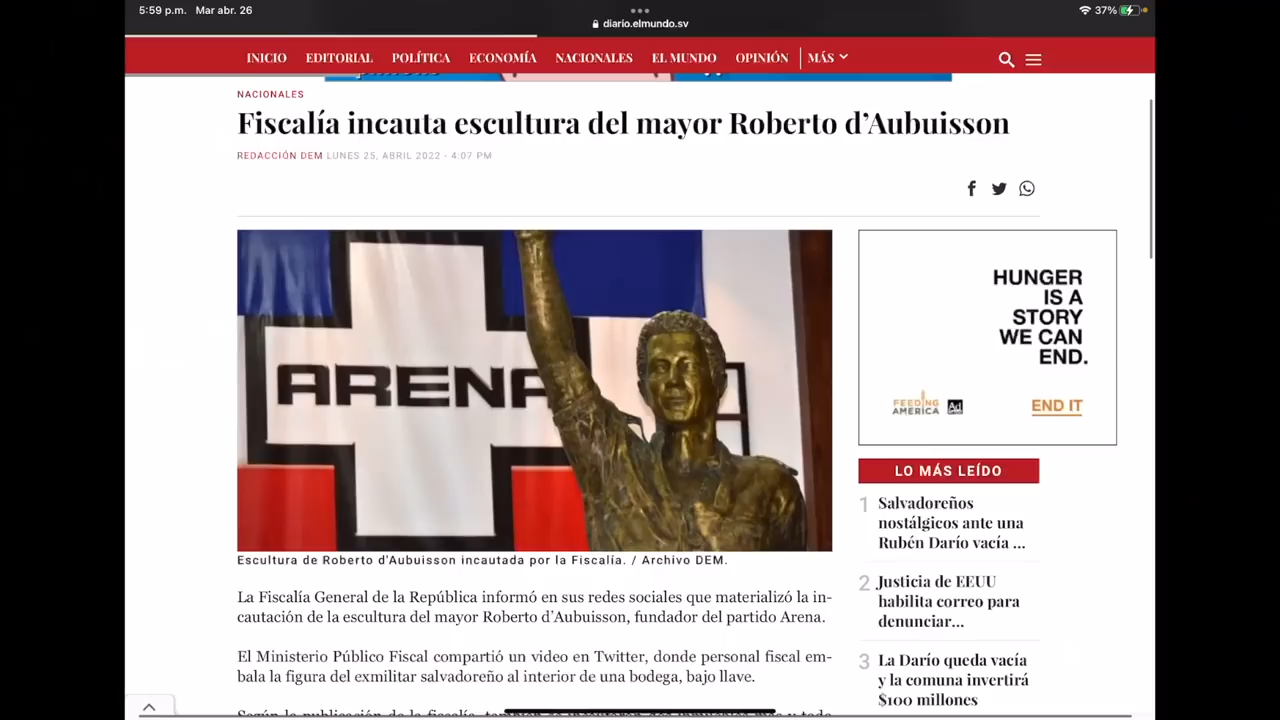 5:59 p.m. Mar abr. 26
37%
diario.elmundo.sv
INICIO EDITORIAL POLÍTICA ECONOMÍA NACIONALES EL MUNDO OPINIÓN MÁS
NACIONALES
Fiscalía incauta escultura del mayor Roberto d’Aubuisson
REDACCIÓN DEM LUNES 25, ABRIL 2022 - 4:07 PM
ARENA
Escultura de Roberto d'Aubuisson incautada por la Fiscalía. / Archivo DEM.
La Fiscalía General de la República informó en sus redes sociales que materializó la in-
cautación de la escultura del mayor Roberto d’Aubuisson, fundador del partido Arena.
El Ministerio Público Fiscal compartió un video en Twitter, donde personal fiscal em-
bala la figura del exmilitar salvadoreño al interior de una bodega, bajo llave.
Según la publicación de la fiscalía,
HUNGER
IS A
STORY
WE CAN
END.
FEEDING
AMERICA
Ad
END IT
LO MÁS LEÍDO
1 Salvadoreños
nostálgicos ante una
Rubén Darío vacía ...
2 Justicia de EEUU
habilita correo para
denunciar...
3 La Darío queda vacía
y la comuna invertirá
$100 millones